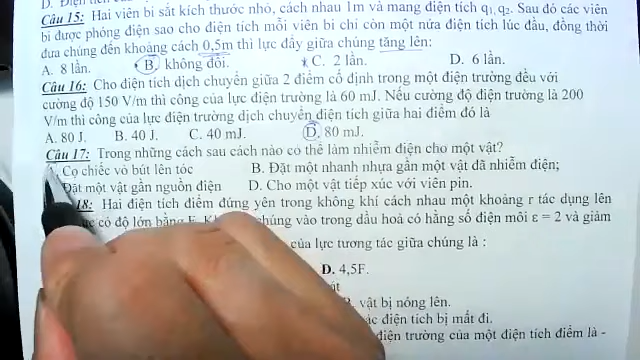 D. Điện tích
Câu 15: Hai viên bi sắt kích thước nhỏ, cách nhau 1m và mang điện tích q₁,q₂. Sau đó các viên
bi được phóng điện sao cho điện tích mỗi viên bi chỉ còn một nửa điện tích lúc đầu, đồng thời
đưa chúng đến khoảng cách 0,5m thì lực đẩy giữa chúng tăng lên:
A. 8 lần. B. không đổi. C. 2 lần. D. 6 lần.
Câu 16: Cho điện tích dịch chuyển giữa 2 điểm cố định trong một điện trường đều với
cường độ 150 V/m thì công của lực điện trường là 60 mJ. Nếu cường độ điện trường là 200
V/m thì công của lực điện trường dịch chuyển điện tích giữa hai điểm đó là
A. 80 J. B. 40 J. C. 40 mJ. D. 80 mJ.
Câu 17: Trong những cách sau cách nào có thể làm nhiễm điện cho một vật?
Cọ chiếc vỏ bút lên tóc B. Đặt một nhanh nhựa gần một vật đã nhiễm điện;
Đặt một vật gần nguồn điện D. Cho một vật tiếp xúc với viên pin.
18: Hai điện tích điểm đứng yên trong không khí cách nhau một khoảng r tác dụng lên
có độ lớn bằng F. chúng vào trong dầu hoả có hằng số điện môi ε = 2 và giảm
của lực tương tác giữa chúng là :
D. 4,5F.
vật bị nóng lên.
các điện tích bị mất đi.
điện trường của một điện tích điểm là -